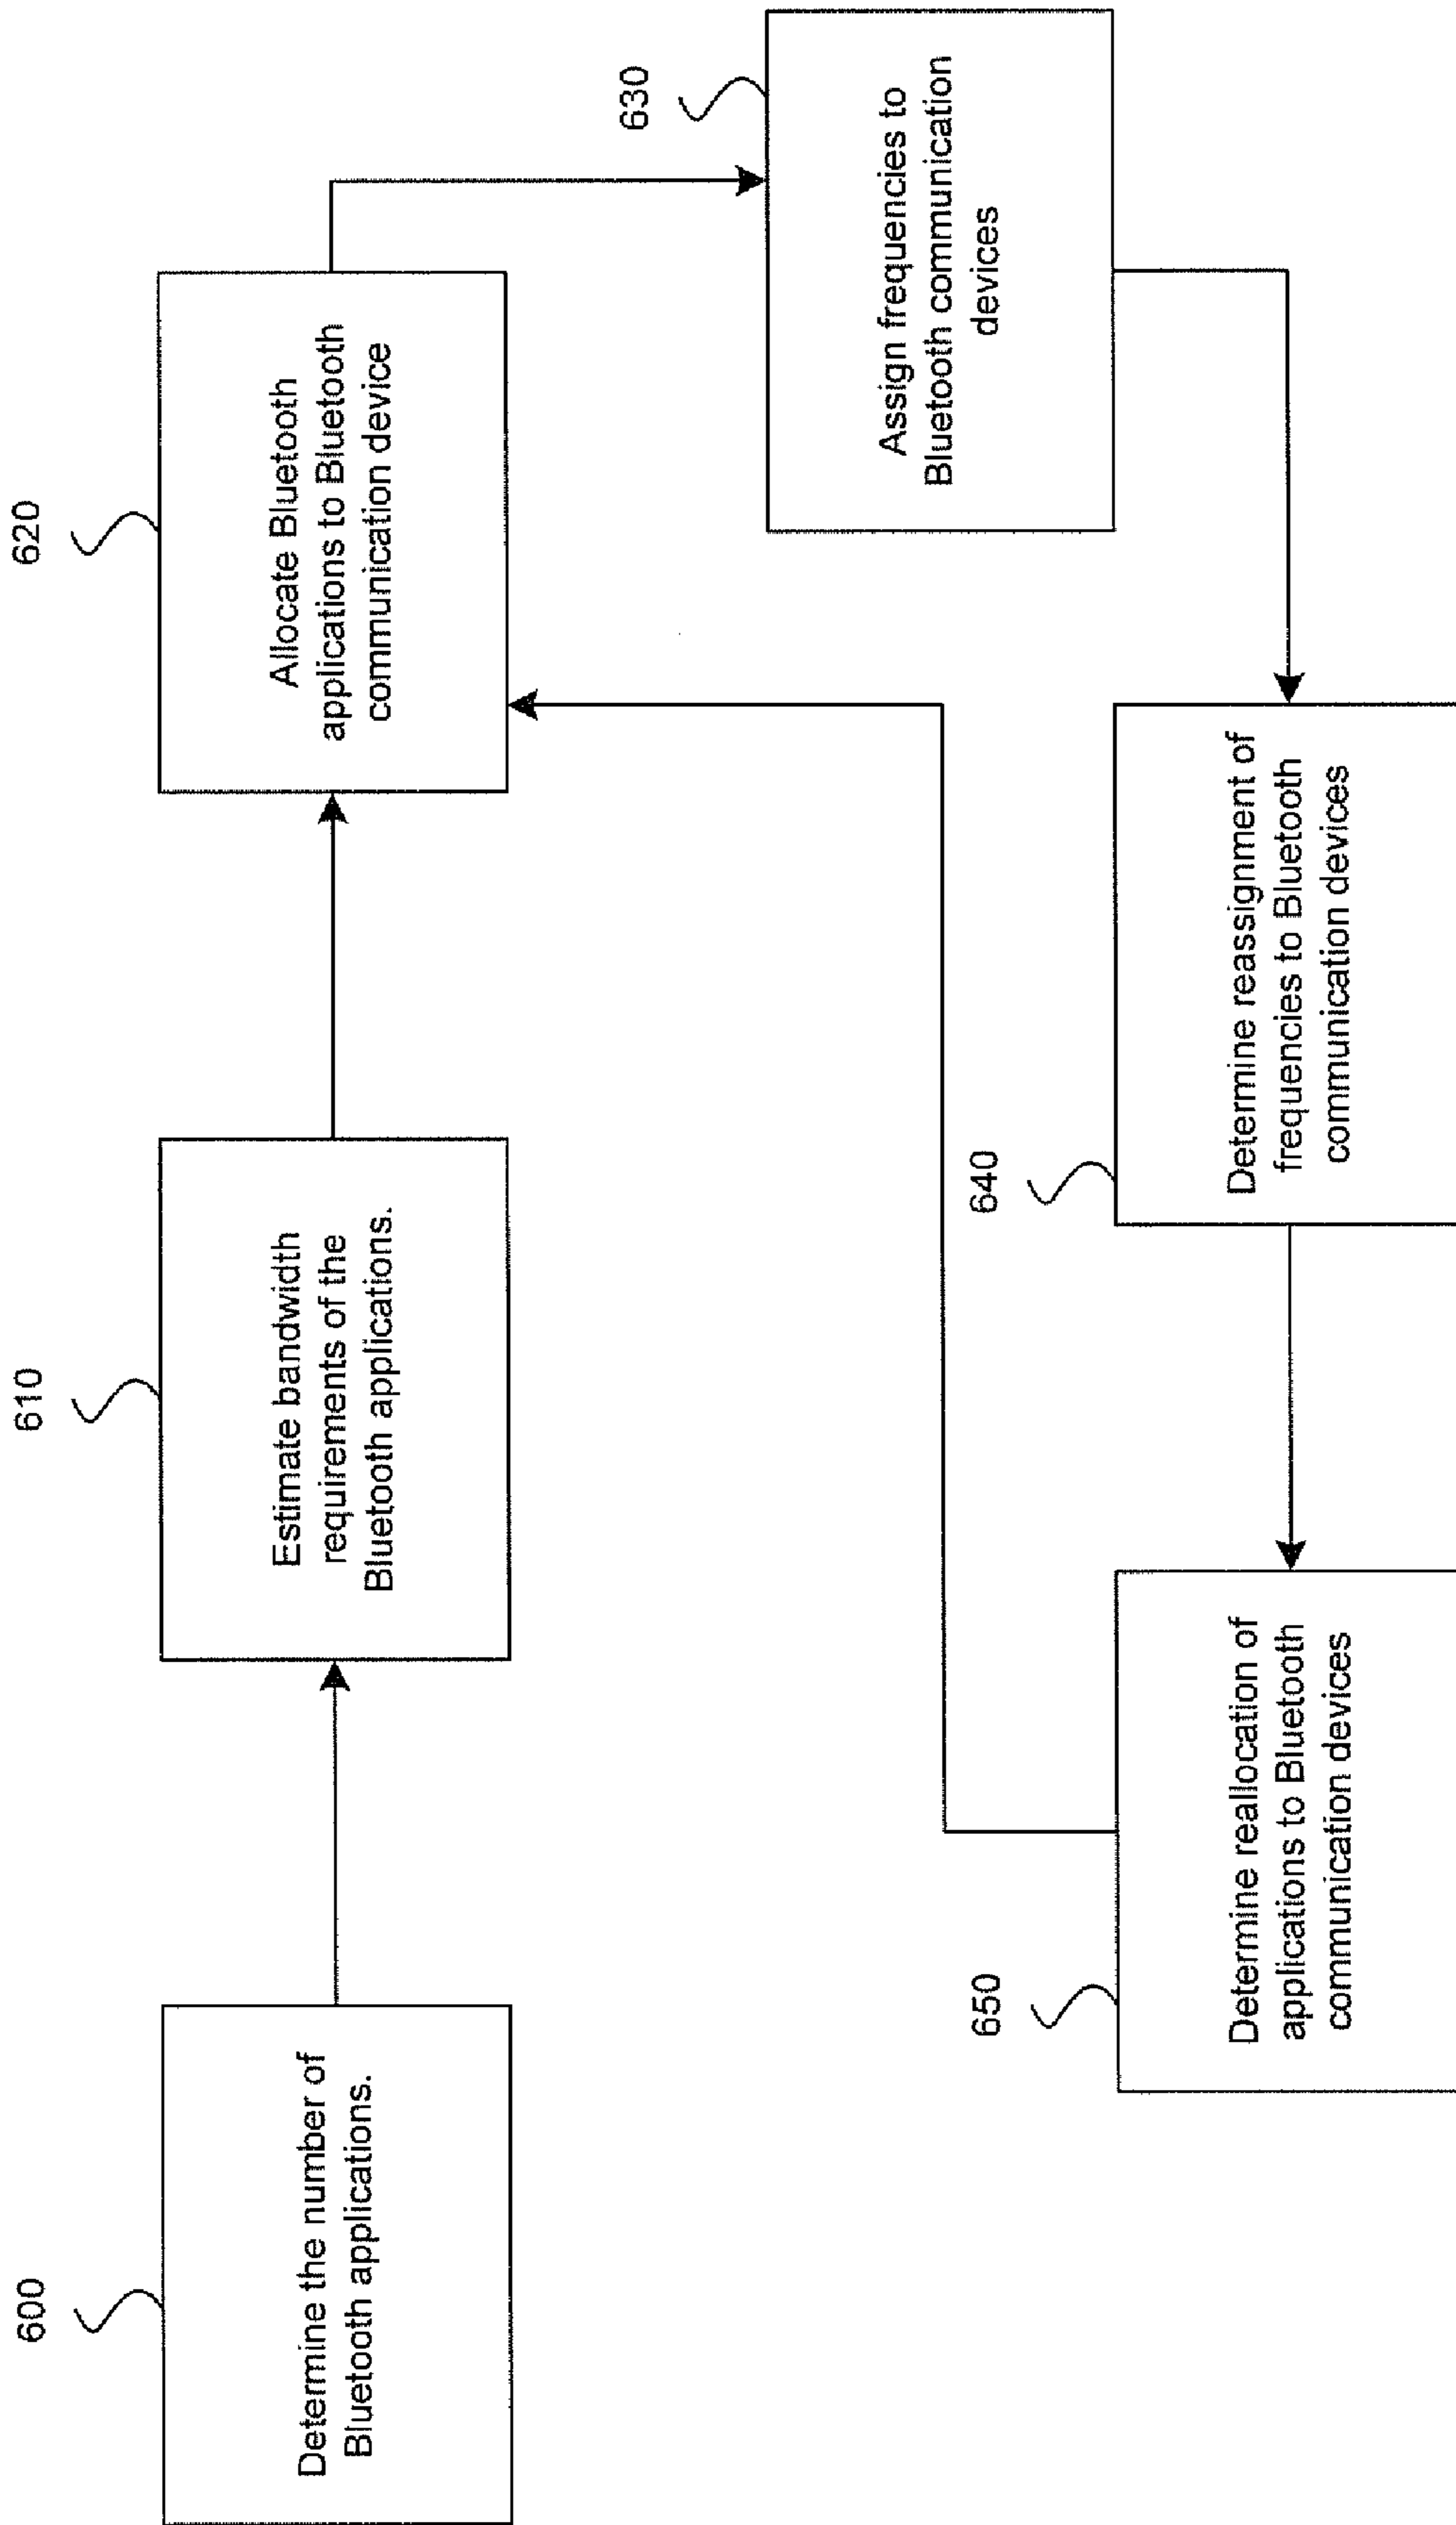 600
Determine the number of
Bluetooth applications.
610
Estimate bandwidth
requirements of the
Bluetooth applications.
620
Allocate Bluetooth
applications to Bluetooth
communication device
630
Assign frequencies to
Bluetooth communication
devices
640
Determine reassignment of
frequencies to Bluetooth
communication devices
650
Determine reallocation of
applications to Bluetooth
communication devices